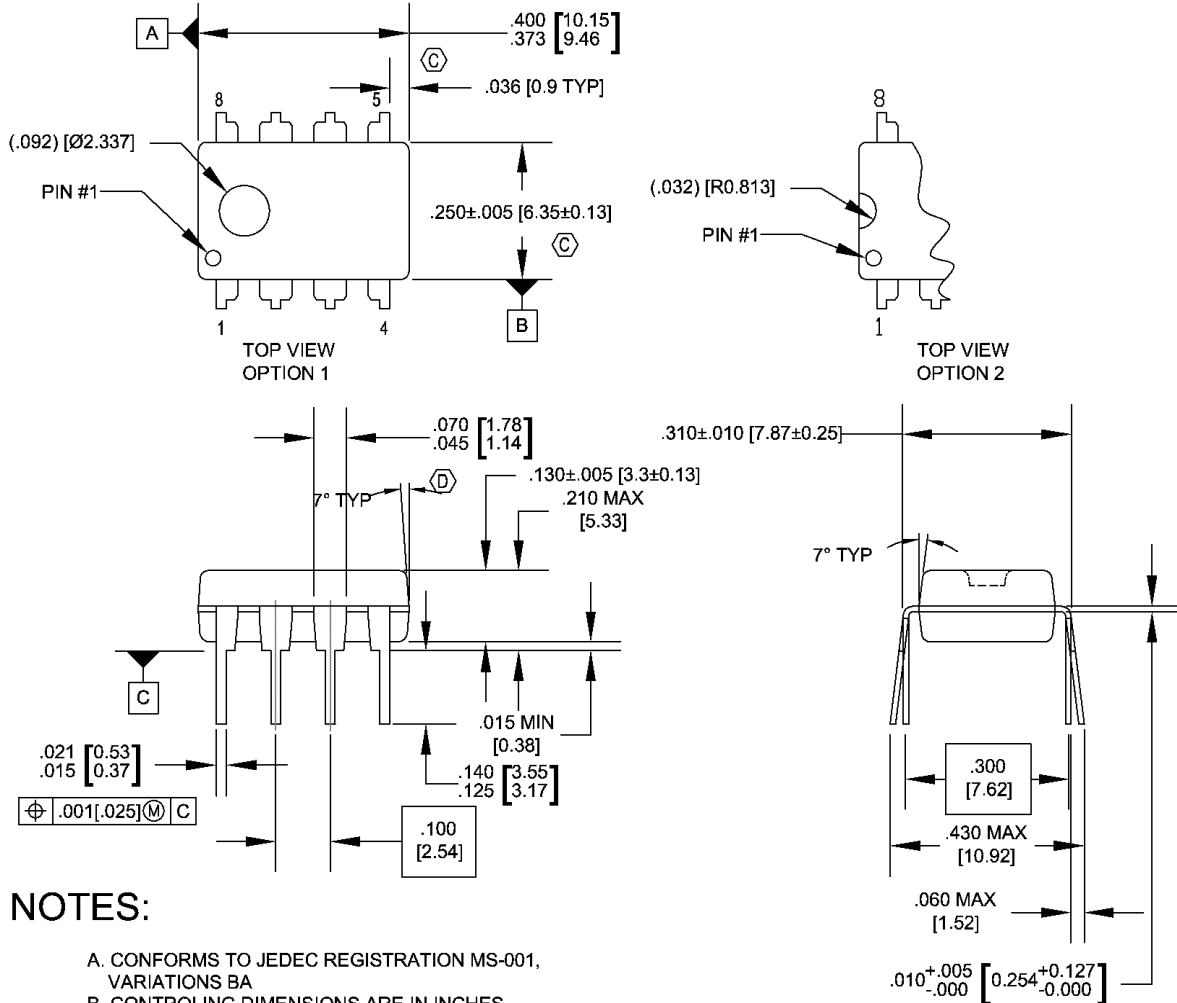 A
.400 [10.15]
.373 [9.46]
C
.036 [0.9 TYP]
8
5
(.092) [Ø2.337]
PIN #1
.250±.005 [6.35±0.13]
C
B
1
4
TOP VIEW
OPTION 1
8
(.032) [R0.813]
PIN #1
1
TOP VIEW
OPTION 2
.070 [1.78]
.045 [1.14]
7° TYP
D
.130±.005 [3.3±0.13]
.210 MAX
[5.33]
C
.015 MIN
[0.38]
.021 [0.53]
.015 [0.37]
⌖ .001[.025]Ⓜ C
.140 [3.55]
.125 [3.17]
.100
[2.54]
.310±.010 [7.87±0.25]
7° TYP
.300
[7.62]
.430 MAX
[10.92]
.060 MAX
[1.52]
.010+.005-.000 [0.254+0.127-0.000]
NOTES:
A. CONFORMS TO JEDEC REGISTRATION MS-001,
VARIATIONS BA
B. CONTROLING DIMENSIONS ARE IN INCHES